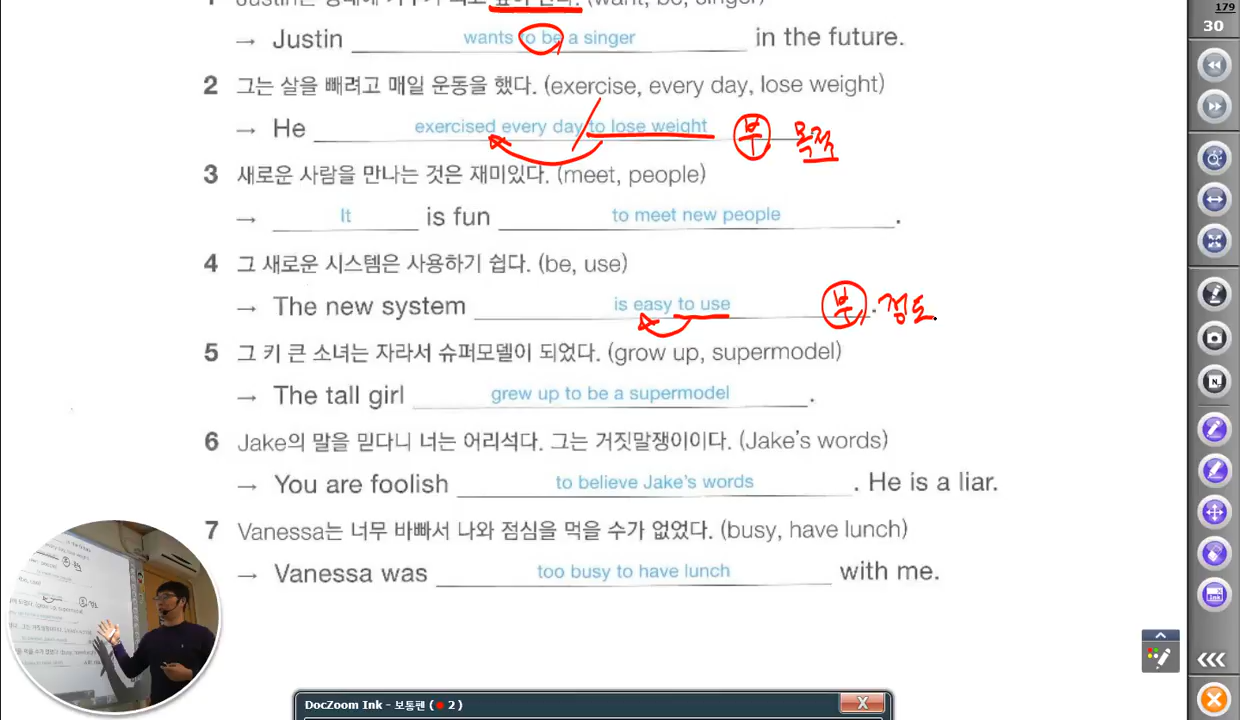 (want, be, singer)
→ Justin wants to be a singer in the future.
2 그는 살을 빼려고 매일 운동을 했다. (exercise, every day, lose weight)
→ He exercised every day to lose weight 부 목적
3 새로운 사람을 만나는 것은 재미있다. (meet, people)
→ It is fun to meet new people .
4 그 새로운 시스템은 사용하기 쉽다. (be, use)
→ The new system is easy to use . 부 정도
5 그 키 큰 소녀는 자라서 슈퍼모델이 되었다. (grow up, supermodel)
→ The tall girl grew up to be a supermodel .
6 Jake의 말을 믿다니 너는 어리석다. 그는 거짓말쟁이이다. (Jake's words)
→ You are foolish to believe Jake's words . He is a liar.
7 Vanessa는 너무 바빠서 나와 점심을 먹을 수가 없었다. (busy, have lunch)
→ Vanessa was too busy to have lunch with me.
DocZoom Ink - 보통펜 ( 2 )
179
30